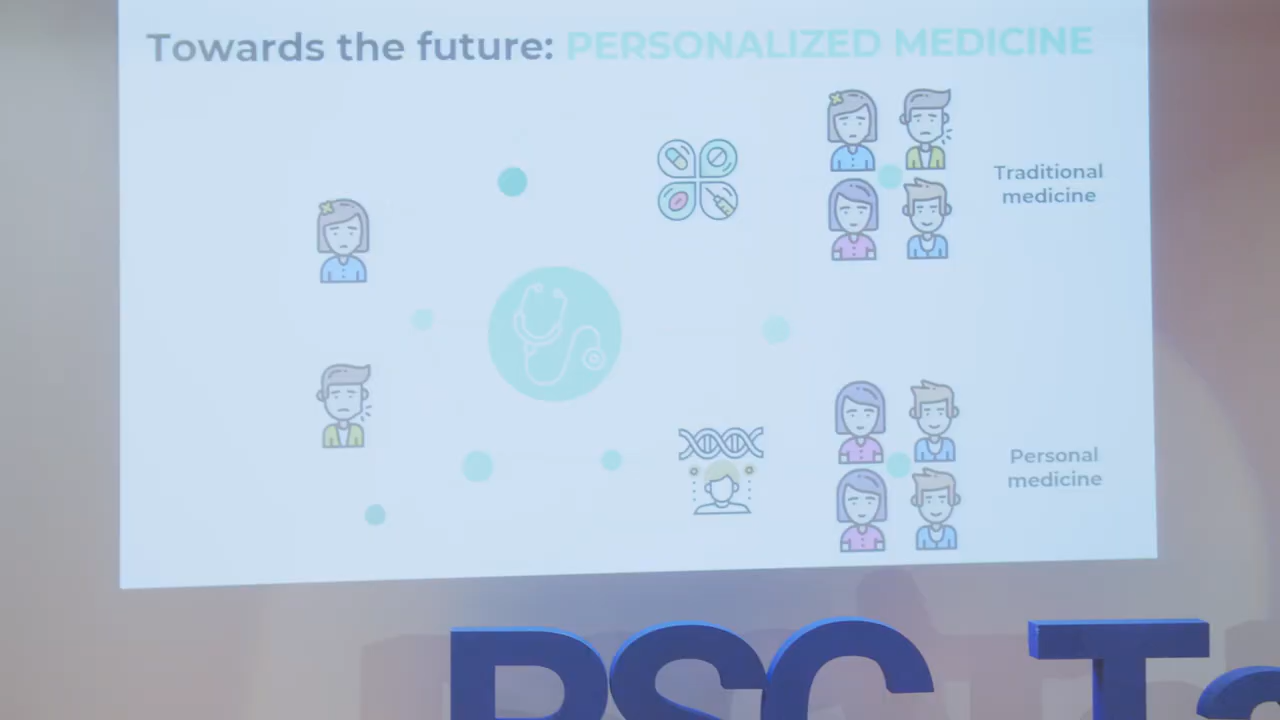 Towards the future: PERSONALIZED MEDICINE
Traditional
medicine
Personal
medicine